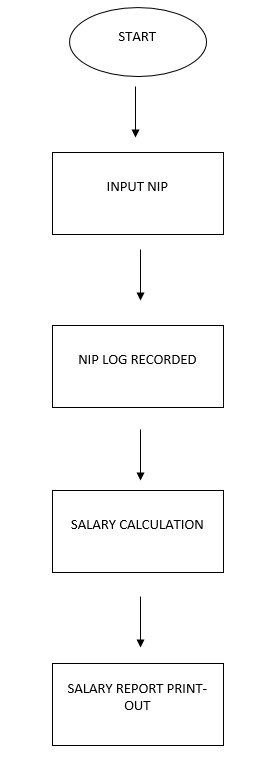 START
INPUT NIP
NIP LOG RECORDED
SALARY CALCULATION
SALARY REPORT PRINT-
OUT